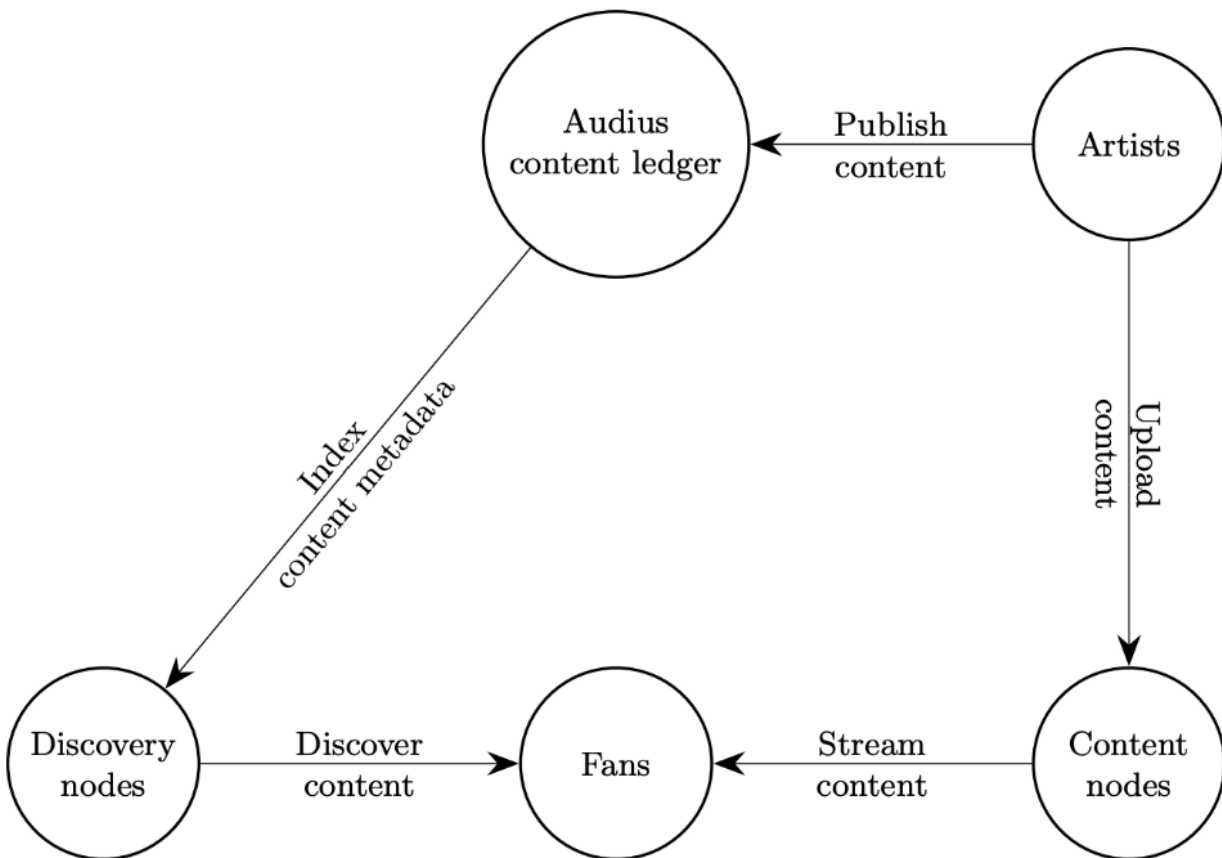 Audius
content ledger
Publish
content
Artists
Index
content metadata
Upload
content
Discovery
nodes
Discover
content
Fans
Stream
content
Content
nodes